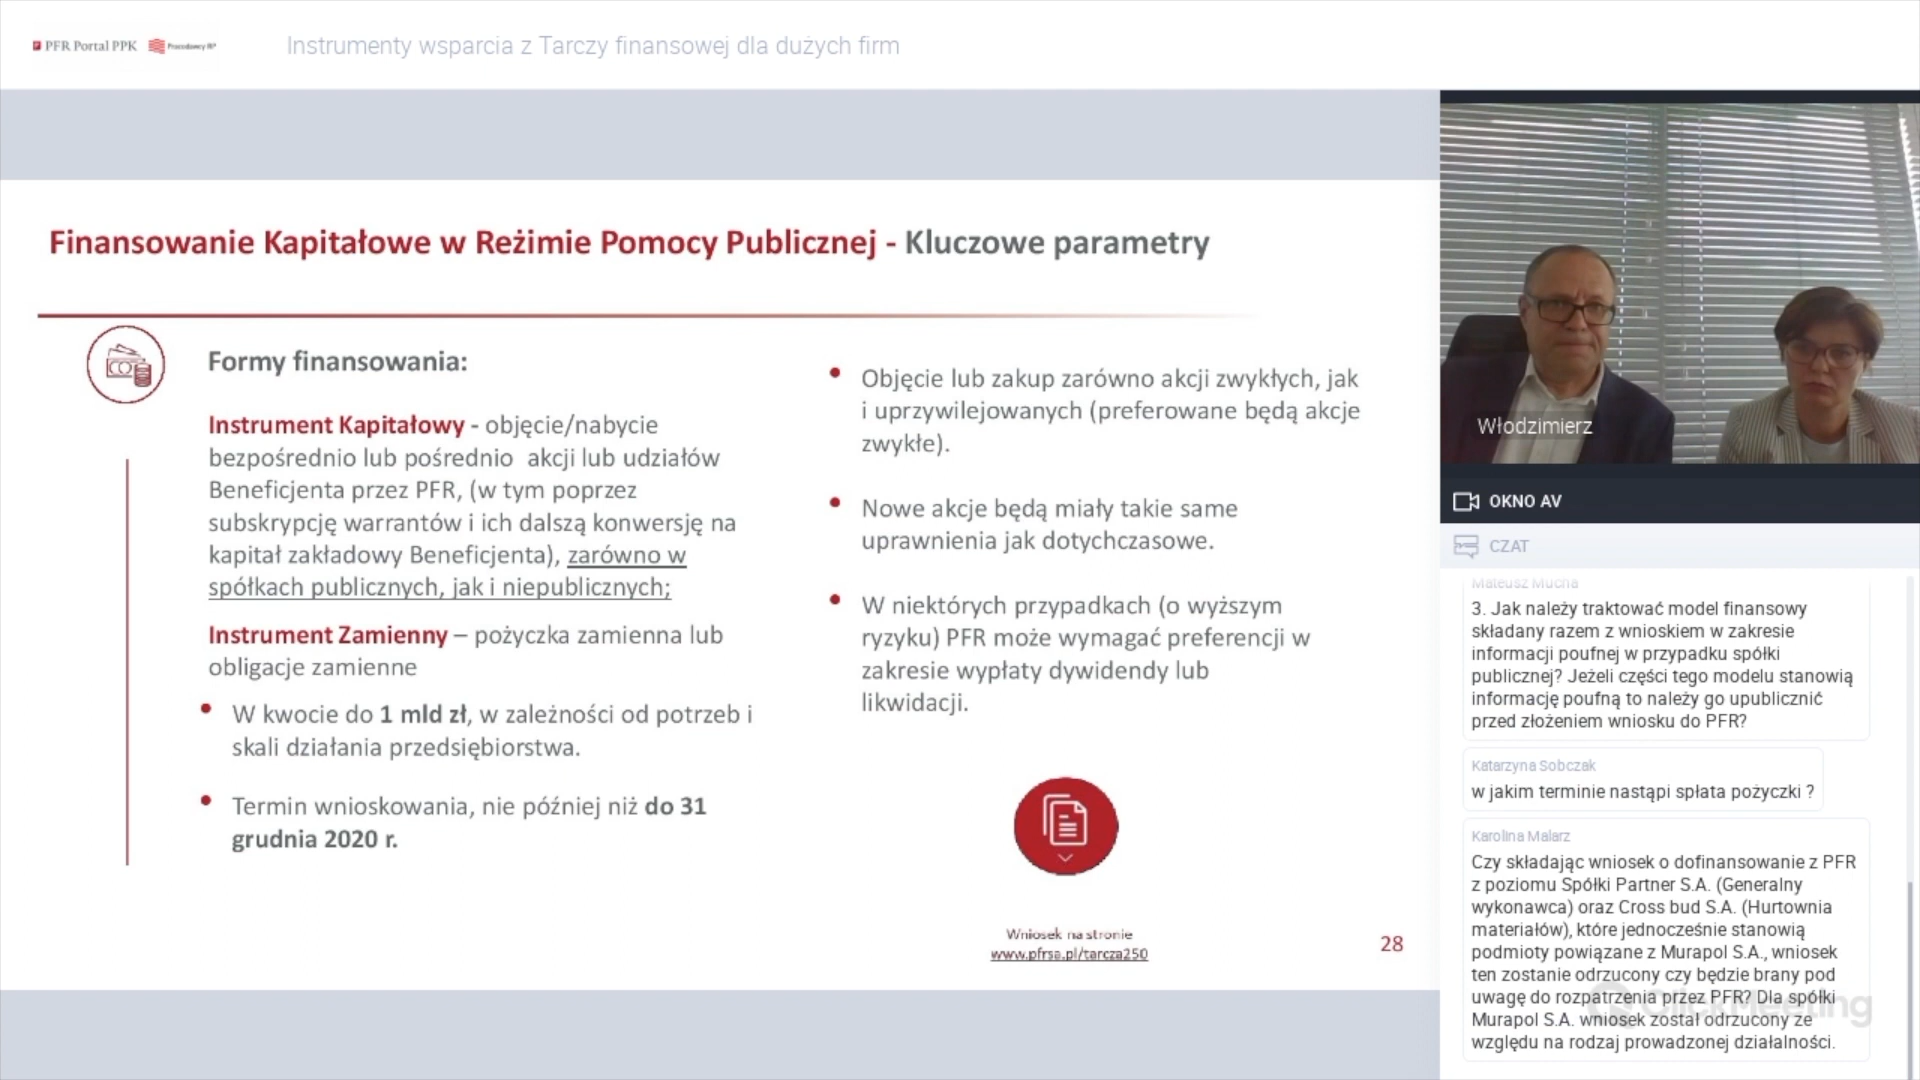 PFR Portal PPK
Pracodawcy RP
Instrumenty wsparcia z Tarczy finansowej dla dużych firm
Finansowanie Kapitałowe w Reżimie Pomocy Publicznej - Kluczowe parametry
Formy finansowania:
Instrument Kapitałowy - objęcie/nabycie
bezpośrednio lub pośrednio akcji lub udziałów
Beneficjenta przez PFR, (w tym poprzez
subskrypcję warrantów i ich dalszą konwersję na
kapitał zakładowy Beneficjenta), zarówno w
spółkach publicznych, jak i niepublicznych;
Instrument Zamienny – pożyczka zamienna lub
obligacje zamienne
• W kwocie do 1 mld zł, w zależności od potrzeb i
skali działania przedsiębiorstwa.
• Termin wnioskowania, nie później niż do 31
grudnia 2020 r.
• Objęcie lub zakup zarówno akcji zwykłych, jak
i uprzywilejowanych (preferowane będą akcje
zwykłe).
• Nowe akcje będą miały takie same
uprawnienia jak dotychczasowe.
• W niektórych przypadkach (o wyższym
ryzyku) PFR może wymagać preferencji w
zakresie wypłaty dywidendy lub
likwidacji.
Wniosek na stronie
www.pfrsa.pl/tarcza250
28
Włodzimierz
OKNO AV
CZAT
Mateusz Mucha
3. Jak należy traktować model finansowy
składany razem z wnioskiem w zakresie
informacji poufnej w przypadku spółki
publicznej? Jeżeli części tego modelu stanowią
informację poufną to należy go upublicznić
przed złożeniem wniosku do PFR?
Katarzyna Sobczak
w jakim terminie nastąpi spłata pożyczki ?
Karolina Malarz
Czy składając wniosek o dofinansowanie z PFR
z poziomu Spółki Partner S.A. (Generalny
wykonawca) oraz Cross bud S.A. (Hurtownia
materiałów), które jednocześnie stanowią
podmioty powiązane z Murapol S.A., wniosek
ten zostanie odrzucony czy będzie brany pod
uwagę do rozpatrzenia przez PFR? Dla spółki
Murapol S.A. wniosek został odrzucony ze
względu na rodzaj prowadzonej działalności.
ClickMeeting